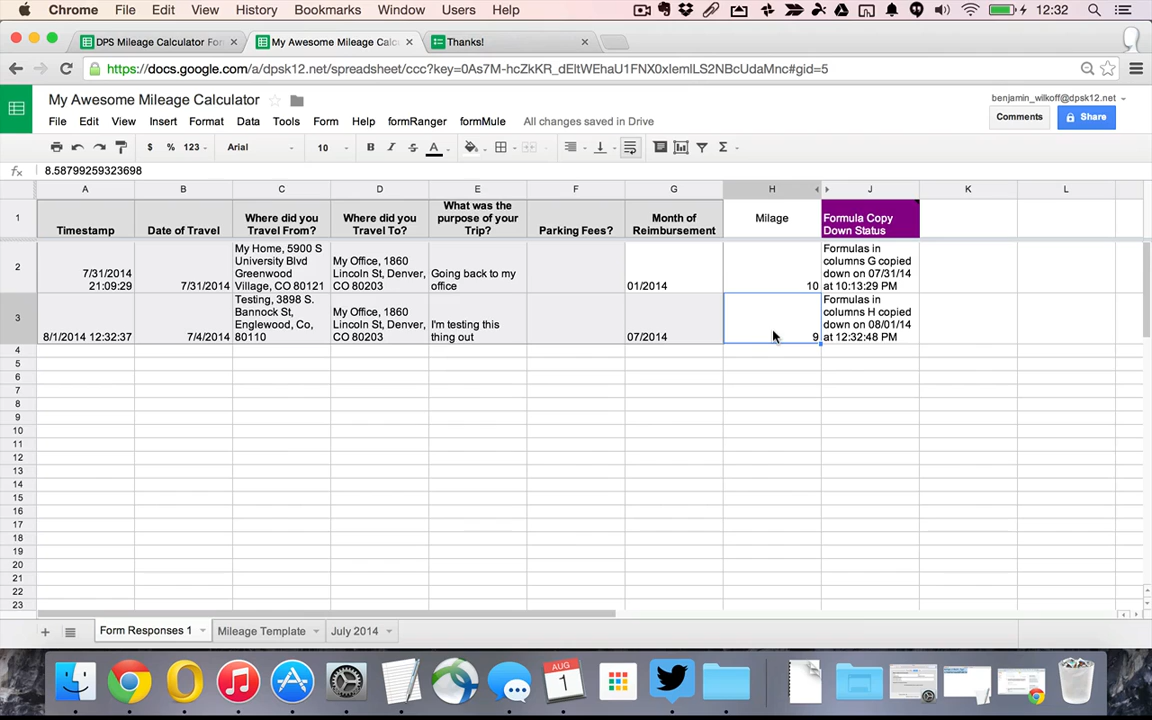 Chrome File Edit View History Bookmarks Window Users Help 12:32
DPS Mileage Calculator For
My Awesome Mileage Calc
Thanks!
https://docs.google.com/a/dpsk12.net/spreadsheet/ccc?key=0As7M-hcZkKR_dEltWEhaU1FNX0xlemlLS2NBcUdaMnc#gid=5
My Awesome Mileage Calculator
benjamin_wilkoff@dpsk12.net
File Edit View Insert Format Data Tools Form Help formRanger formMule All changes saved in Drive
Comments
Share
$ % 123 Arial 10 B I S A Σ
fx 8.58799259323698
A B C D E F G H J K L
1
Timestamp
Date of Travel
Where did you
Travel From?
Where did you
Travel To?
What was the
purpose of your
Trip?
Parking Fees?
Month of
Reimbursement
Milage
Formula Copy
Down Status
2
7/31/2014
21:09:29
7/31/2014
My Home, 5900 S
University Blvd
Greenwood
Village, CO 80121
My Office, 1860
Lincoln St, Denver,
CO 80203
Going back to my
office
01/2014
10
Formulas in
columns G copied
down on 07/31/14
at 10:13:29 PM
3
8/1/2014 12:32:37
7/4/2014
Testing, 3898 S.
Bannock St,
Englewood, Co,
80110
My Office, 1860
Lincoln St, Denver,
CO 80203
I'm testing this
thing out
07/2014
9
Formulas in
columns H copied
down on 08/01/14
at 12:32:48 PM
4
5
6
7
8
9
10
11
12
13
14
15
16
17
18
19
20
21
22
23
Form Responses 1
Mileage Template
July 2014
AUG
1